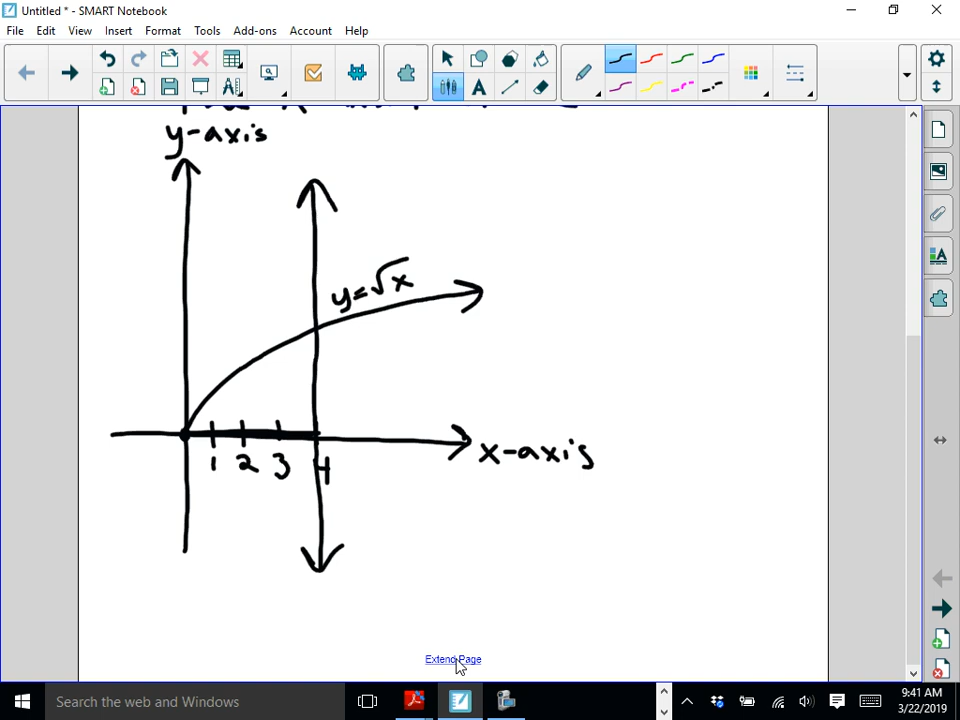 Untitled * - SMART Notebook
File Edit View Insert Format Tools Add-ons Account Help
y-axis
y=√x
x-axis
1 2 3 4
Extend Page
Search the web and Windows
9:41 AM
3/22/2019